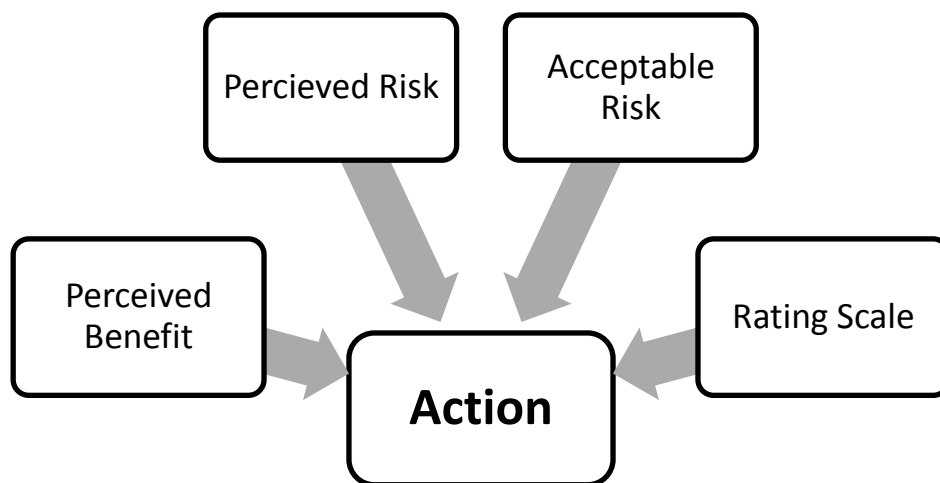 Percieved Risk
Acceptable
Risk
Perceived
Benefit
Rating Scale
Action